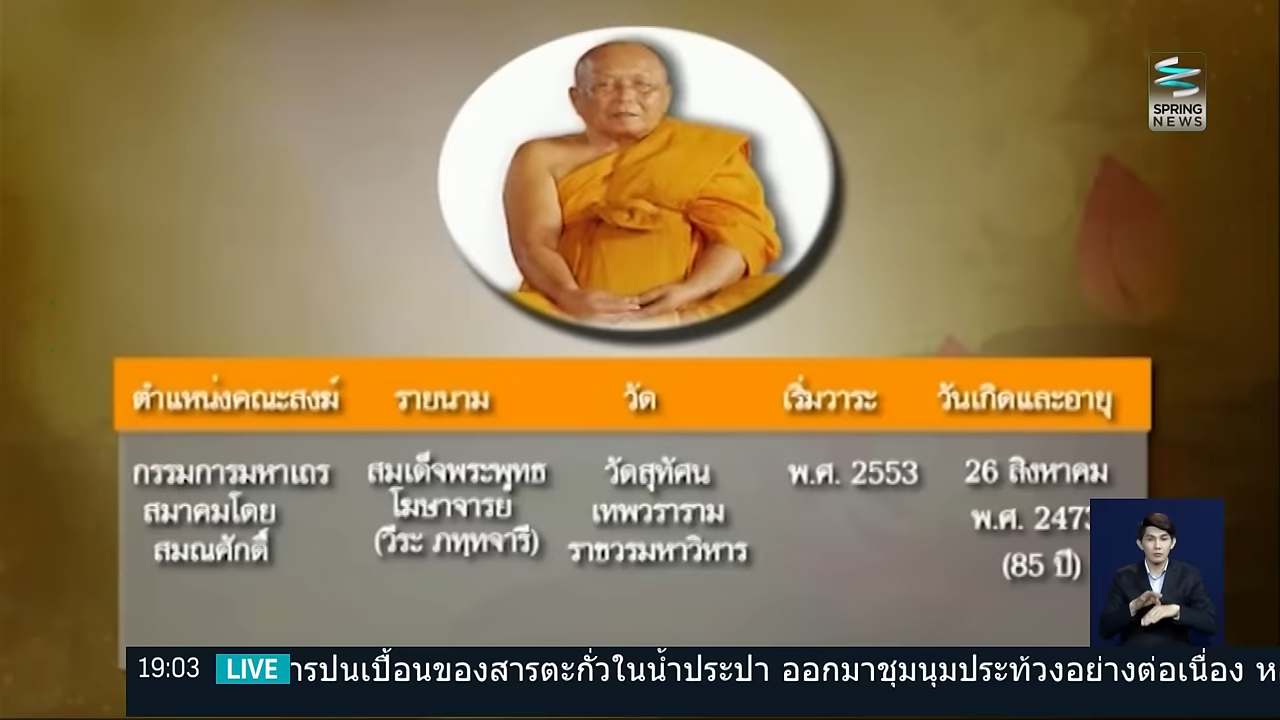 SPRING
NEWS
ตำแหน่งคณะสงฆ์ รายนาม วัด เริ่มวาระ วันเกิดและอายุ
กรรมการมหาเถร สมเด็จพระพุทธ วัดสุทัศน พ.ศ. 2553 26 สิงหาคม
สมาคมโดย โฆษาจารย์ เทพวราราม พ.ศ. 2473
สมณศักดิ์ (วีระ ภททจารี) ราชวรมหาวิหาร (85 ปี)
19:03 LIVE ารปนเปื้อนของสารตะกั่วในน้ำประปา ออกมาชุมนุมประท้วงอย่างต่อเนื่อง ห